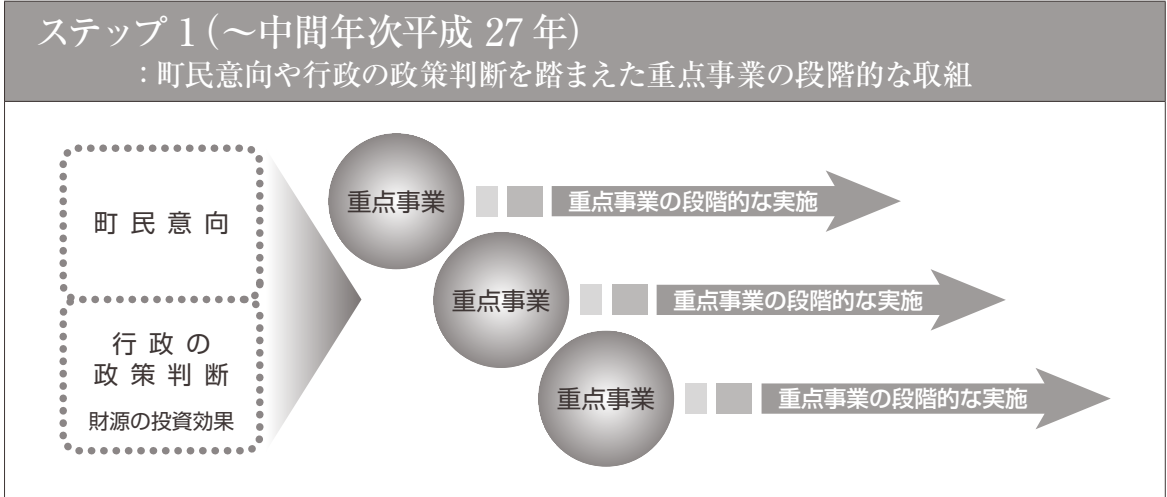 ステップ 1(～中間年次平成 27 年)
：町民意向や行政の政策判断を踏まえた重点事業の段階的な取組
町民意向
行政の
政策判断
財源の投資効果
重点事業
重点事業の段階的な実施
重点事業
重点事業の段階的な実施
重点事業
重点事業の段階的な実施